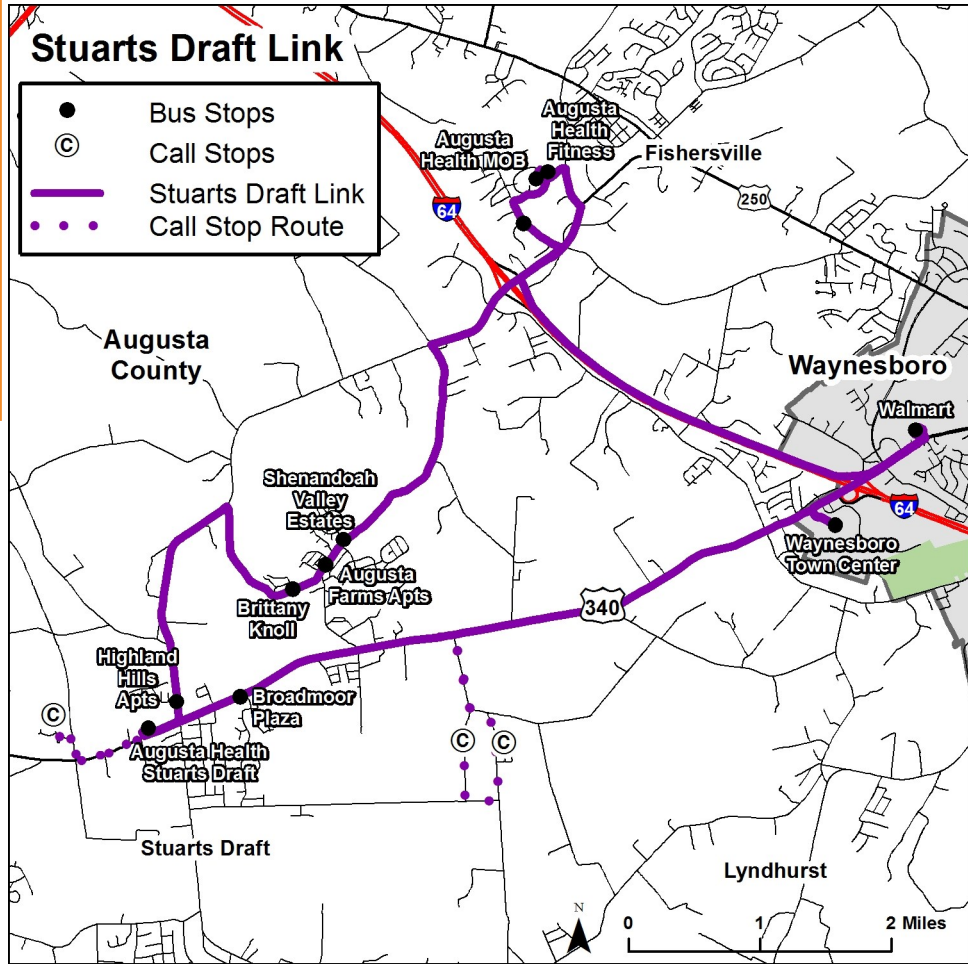 Stuarts Draft Link
Bus Stops
C
Call Stops
Stuarts Draft Link
Call Stop Route
Augusta
Health
Fitness
Augusta
Health MOB
Fishersville
250
64
Augusta
County
Waynesboro
Walmart
64
Shenandoah
Valley
Estates
Waynesboro
Town Center
Augusta
Farms Apts
Brittany
Knoll
340
Highland
Hills
Apts
Broadmoor
Plaza
C
C
C
Augusta Health
Stuarts Draft
Stuarts Draft
Lyndhurst
N
0 1 2 Miles